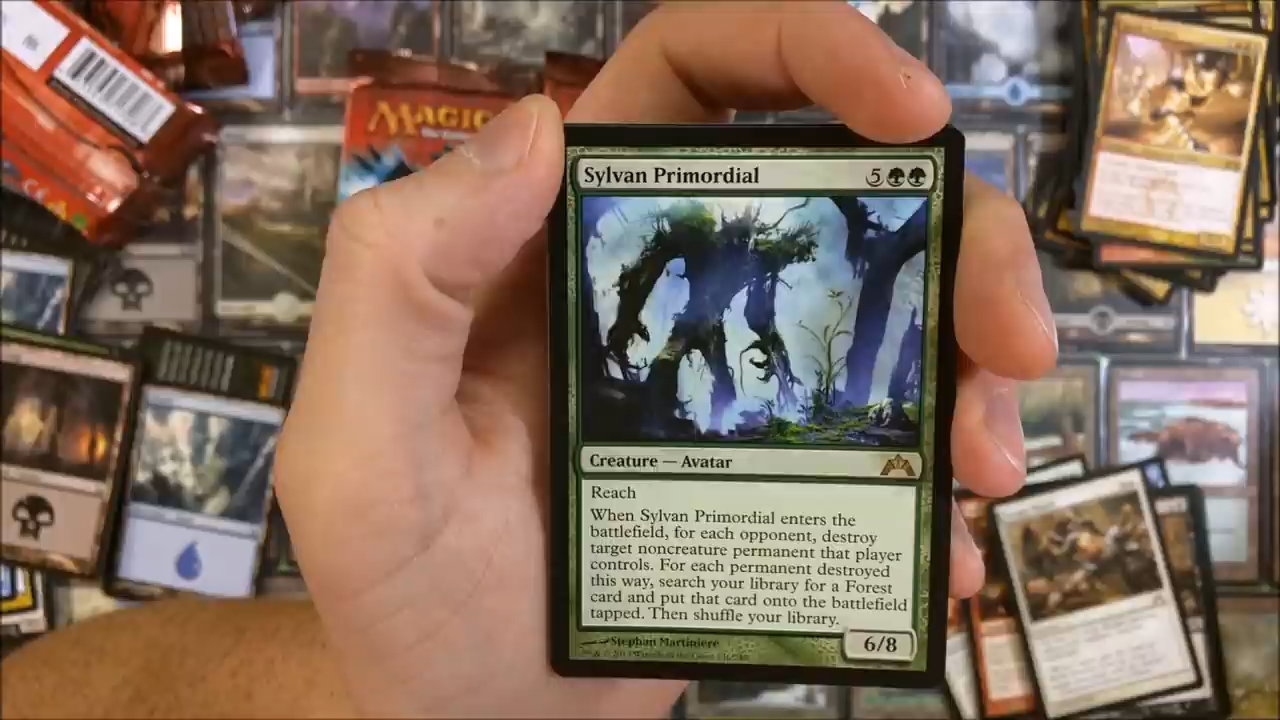 Magic
Sylvan Primordial 5
Creature — Avatar
Reach
When Sylvan Primordial enters the
battlefield, for each opponent, destroy
target noncreature permanent that player
controls. For each permanent destroyed
this way, search your library for a Forest
card and put that card onto the battlefield
tapped. Then shuffle your library.
Stephan Martiniere
6/8